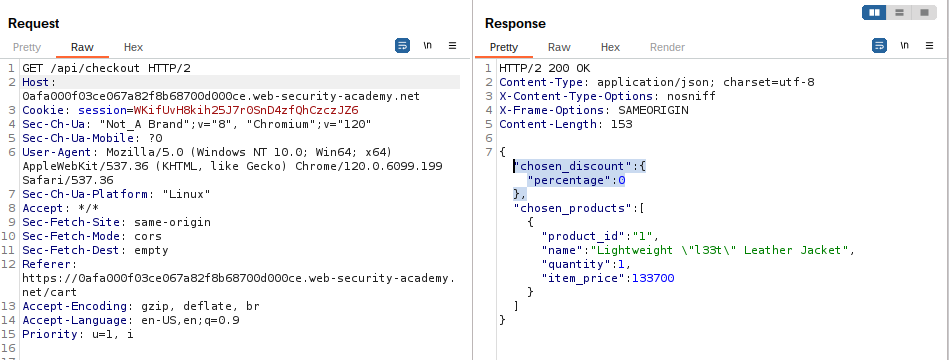 Request
Pretty Raw Hex
\n
1 GET /api/checkout HTTP/2
2 Host:
0afa000f03ce067a82f8b68700d000ce.web-security-academy.net
3 Cookie: session=WKifUvH8kih25J7r0SnD4zfQhCzczJZ6
4 Sec-Ch-Ua: "Not_A Brand";v="8", "Chromium";v="120"
5 Sec-Ch-Ua-Mobile: ?0
6 User-Agent: Mozilla/5.0 (Windows NT 10.0; Win64; x64)
AppleWebKit/537.36 (KHTML, like Gecko) Chrome/120.0.6099.199
Safari/537.36
7 Sec-Ch-Ua-Platform: "Linux"
8 Accept: */*
9 Sec-Fetch-Site: same-origin
10 Sec-Fetch-Mode: cors
11 Sec-Fetch-Dest: empty
12 Referer:
https://0afa000f03ce067a82f8b68700d000ce.web-security-academy.
net/cart
13 Accept-Encoding: gzip, deflate, br
14 Accept-Language: en-US,en;q=0.9
15 Priority: u=1, i
16
Response
Pretty Raw Hex Render
\n
1 HTTP/2 200 OK
2 Content-Type: application/json; charset=utf-8
3 X-Content-Type-Options: nosniff
4 X-Frame-Options: SAMEORIGIN
5 Content-Length: 153
6
7 {
"chosen_discount":{
"percentage":0
},
"chosen_products":[
{
"product_id":"1",
"name":"Lightweight \"l33t\" Leather Jacket",
"quantity":1,
"item_price":133700
}
]
}